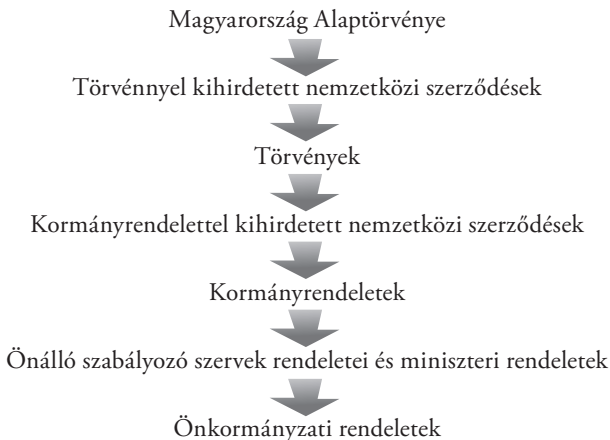 Magyarország Alaptörvénye
Törvénnyel kihirdetett nemzetközi szerződések
Törvények
Kormányrendelettel kihirdetett nemzetközi szerződések
Kormányrendeletek
Önálló szabályozó szervek rendeletei és miniszteri rendeletek
Önkormányzati rendeletek